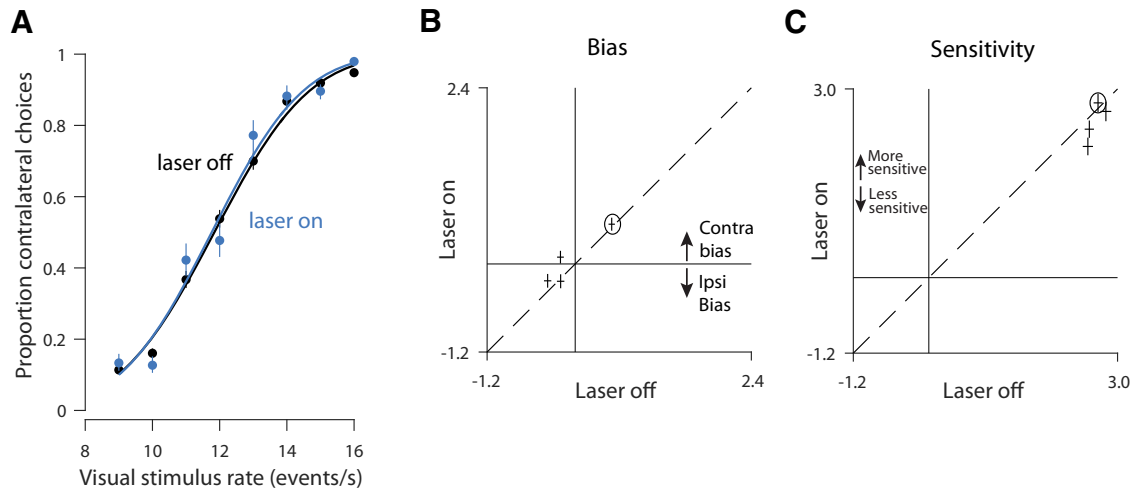 A
Proportion contralateral choices
1
0.8
0.6
0.4
0.2
0
laser off
laser on
8
10
12
14
16
Visual stimulus rate (events/s)
B
Bias
2.4
Laser on
Contra
bias
Ipsi
Bias
-1.2
-1.2
2.4
Laser off
C
Sensitivity
3.0
Laser on
More
sensitive
Less
sensitive
-1.2
-1.2
3.0
Laser off